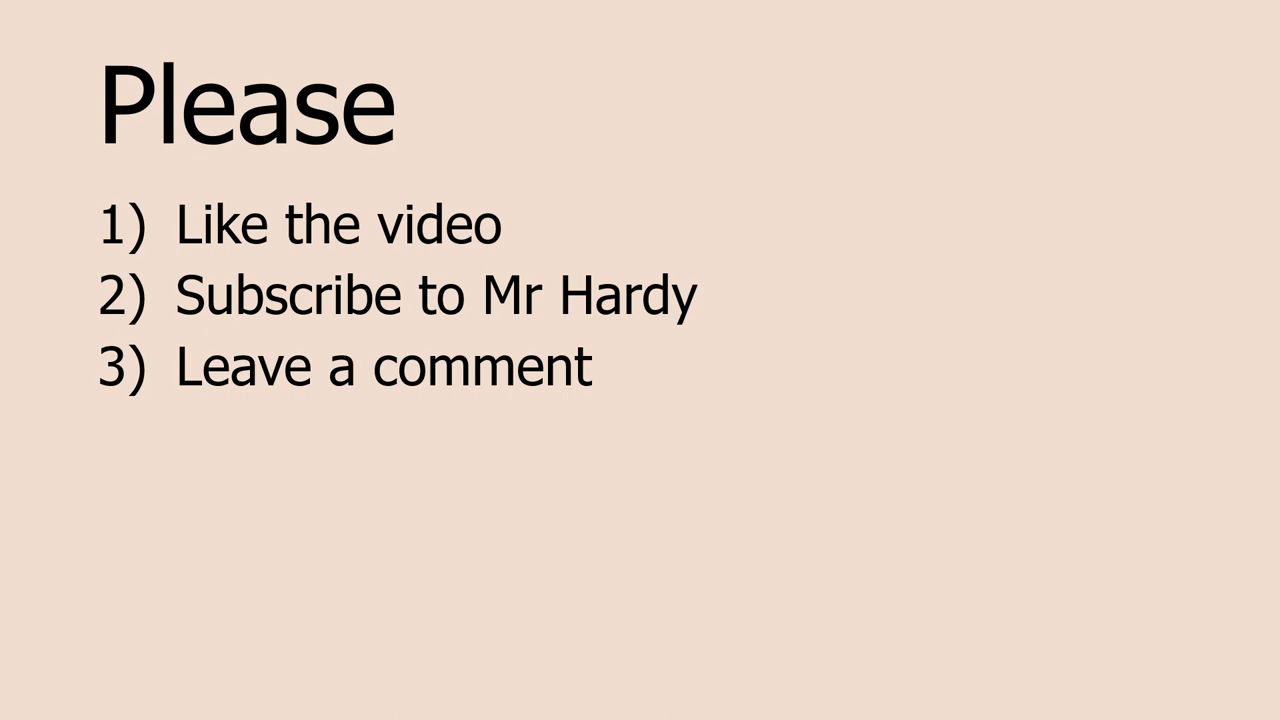 Please
1) Like the video
2) Subscribe to Mr Hardy
3) Leave a comment